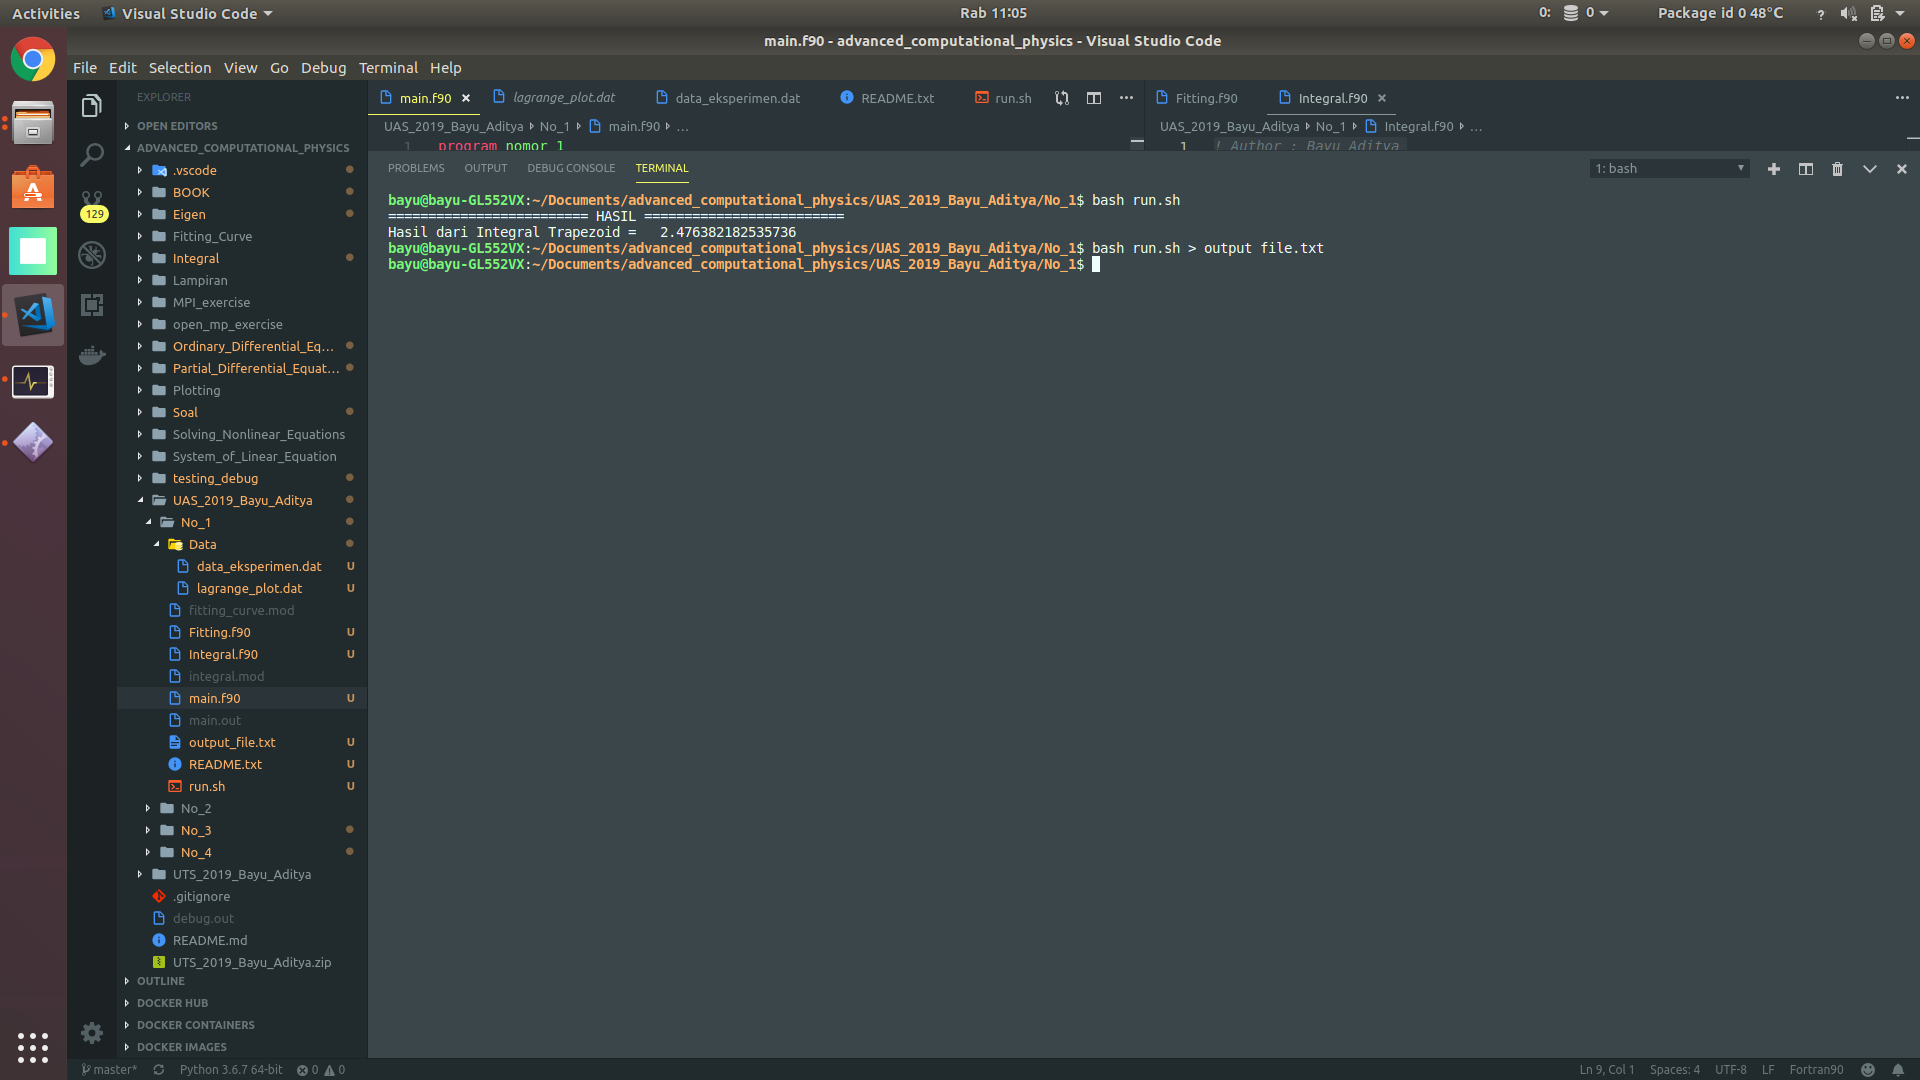 Activities Visual Studio Code Rab 11:05 0: 0 Package id 0 48°C ?
main.f90 - advanced_computational_physics - Visual Studio Code
File Edit Selection View Go Debug Terminal Help
EXPLORER
OPEN EDITORS
ADVANCED_COMPUTATIONAL_PHYSICS
.vscode
BOOK
Eigen
Fitting_Curve
Integral
Lampiran
MPI_exercise
open_mp_exercise
Ordinary_Differential_Eq...
Partial_Differential_Equat...
Plotting
Soal
Solving_Nonlinear_Equations
System_of_Linear_Equation
testing_debug
UAS_2019_Bayu_Aditya
No_1
Data
data_eksperimen.dat U
lagrange_plot.dat U
fitting_curve.mod
Fitting.f90 U
Integral.f90 U
integral.mod
main.f90 U
main.out
output_file.txt U
README.txt U
run.sh U
No_2
No_3
No_4
UTS_2019_Bayu_Aditya
.gitignore
debug.out
README.md
UTS_2019_Bayu_Aditya.zip
OUTLINE
DOCKER HUB
DOCKER CONTAINERS
DOCKER IMAGES
129
main.f90 lagrange_plot.dat data_eksperimen.dat README.txt run.sh
UAS_2019_Bayu_Aditya No_1 main.f90 ...
1 program nomor_1
Fitting.f90 Integral.f90
UAS_2019_Bayu_Aditya No_1 Integral.f90 ...
1 ! Author : Bayu Aditya
PROBLEMS OUTPUT DEBUG CONSOLE TERMINAL 1: bash
bayu@bayu-GL552VX:~/Documents/advanced_computational_physics/UAS_2019_Bayu_Aditya/No_1$ bash run.sh
========================= HASIL =========================
Hasil dari Integral Trapezoid = 2.476382182535736
bayu@bayu-GL552VX:~/Documents/advanced_computational_physics/UAS_2019_Bayu_Aditya/No_1$ bash run.sh > output file.txt
bayu@bayu-GL552VX:~/Documents/advanced_computational_physics/UAS_2019_Bayu_Aditya/No_1$
master* Python 3.6.7 64-bit 0 0 Ln 9, Col 1 Spaces: 4 UTF-8 LF Fortran90